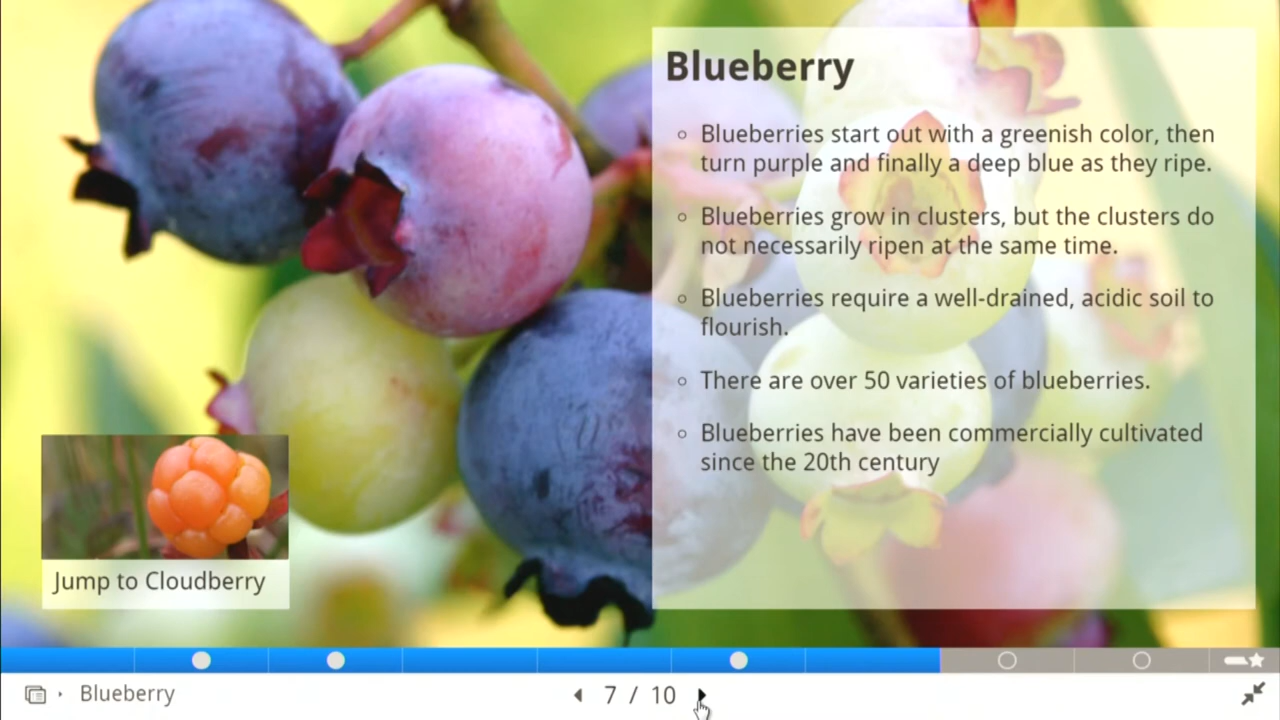 Blueberry
Blueberries start out with a greenish color, then
turn purple and finally a deep blue as they ripe.
Blueberries grow in clusters, but the clusters do
not necessarily ripen at the same time.
Blueberries require a well-drained, acidic soil to
flourish.
There are over 50 varieties of blueberries.
Blueberries have been commercially cultivated
since the 20th century
Jump to Cloudberry
Blueberry
7 / 10